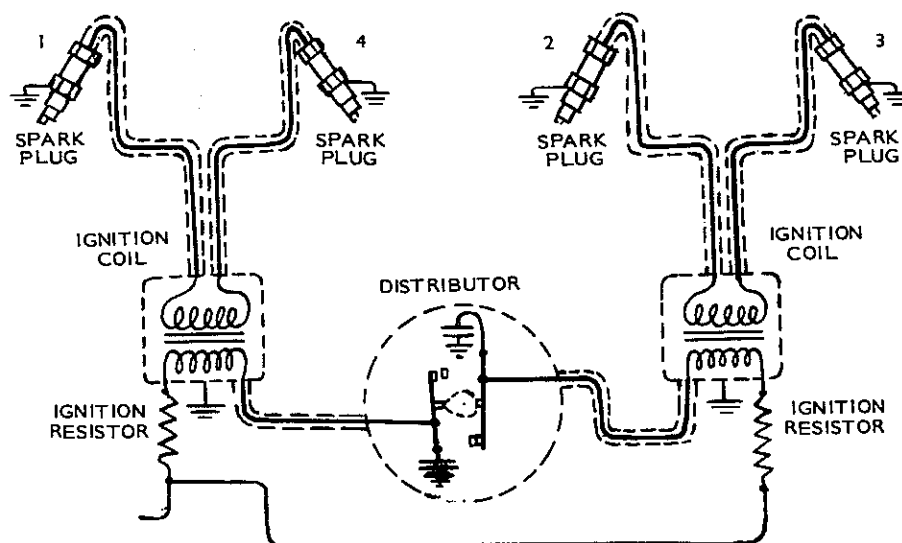 1
4
2
3
SPARK
PLUG
SPARK
PLUG
SPARK
PLUG
SPARK
PLUG
IGNITION
COIL
IGNITION
COIL
DISTRIBUTOR
IGNITION
RESISTOR
IGNITION
RESISTOR